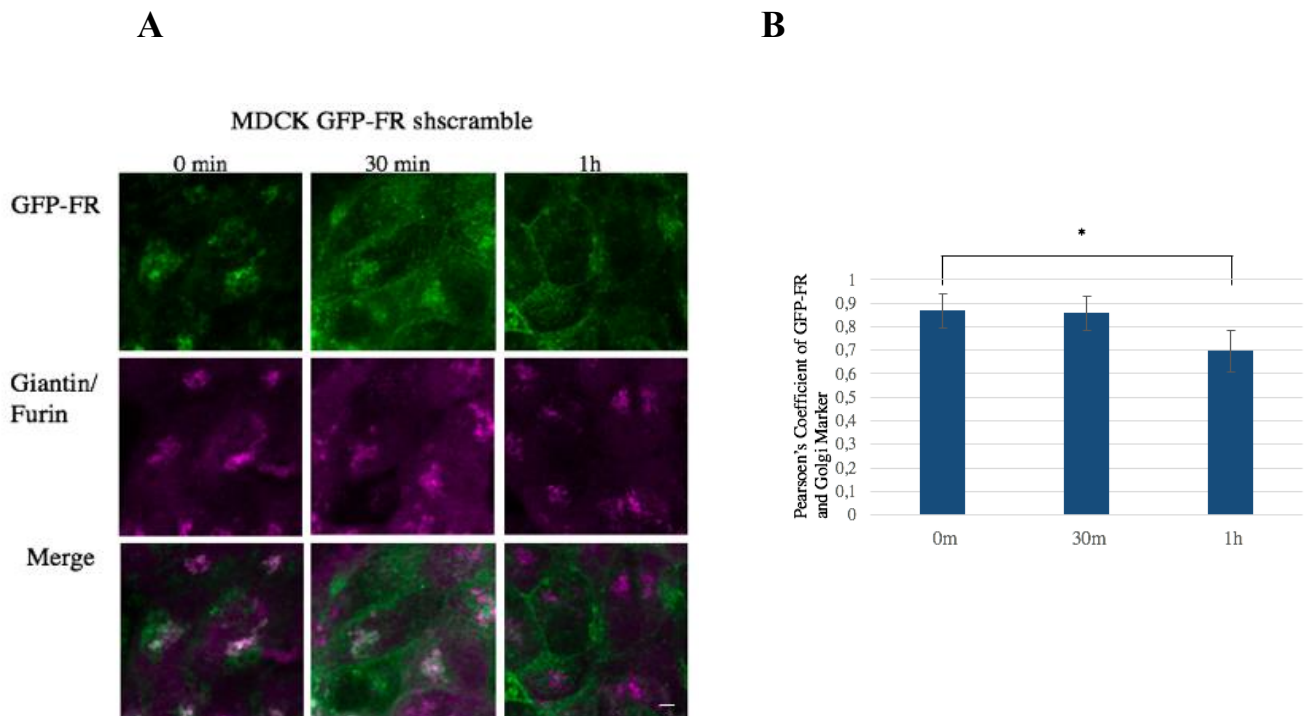 A
B
MDCK GFP-FR shscramble
0 min
30 min
1h
GFP-FR
Giantin/
Furin
Merge
*
Pearsoen's Coefficient of GFP-FR
and Golgi Marker
1
0,9
0,8
0,7
0,6
0,5
0,4
0,3
0,2
0,1
0
0m
30m
1h